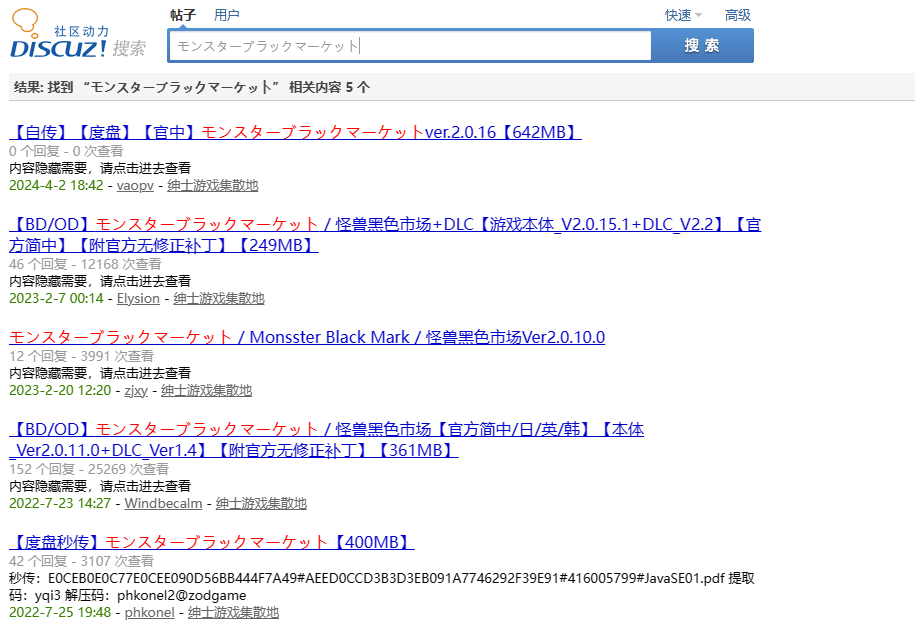 帖子 用户 快速 高级
社区动力
DISCUZ! 搜索
モンスターブラックマーケット 搜索
结果: 找到 “モンスターブラックマーケット” 相关内容 5 个
【自传】【度盘】【官中】モンスターブラックマーケットver.2.0.16【642MB】
0 个回复 - 0 次查看
内容隐藏需要，请点击进去查看
2024-4-2 18:42 - vaopv - 绅士游戏集散地
【BD/OD】モンスターブラックマーケット / 怪兽黑色市场+DLC【游戏本体_V2.0.15.1+DLC_V2.2】【官
方简中】【附官方无修正补丁】【249MB】
46 个回复 - 12168 次查看
内容隐藏需要，请点击进去查看
2023-2-7 00:14 - Elysion - 绅士游戏集散地
モンスターブラックマーケット / Monsster Black Mark / 怪兽黑色市场Ver2.0.10.0
12 个回复 - 3991 次查看
内容隐藏需要，请点击进去查看
2023-2-20 12:20 - zjxy - 绅士游戏集散地
【BD/OD】モンスターブラックマーケット / 怪兽黑色市场【官方简中/日/英/韩】【本体
_Ver2.0.11.0+DLC_Ver1.4】【附官方无修正补丁】【361MB】
152 个回复 - 25269 次查看
内容隐藏需要，请点击进去查看
2022-7-23 14:27 - Windbecalm - 绅士游戏集散地
【度盘秒传】モンスターブラックマーケット【400MB】
42 个回复 - 3107 次查看
秒传：E0CEB0E0C77E0CEE090D56BB444F7A49#AEED0CCD3B3D3EB091A7746292F39E91#416005799#JavaSE01.pdf 提取
码：yqi3 解压码：phkonel2@zodgame
2022-7-25 19:48 - phkonel - 绅士游戏集散地